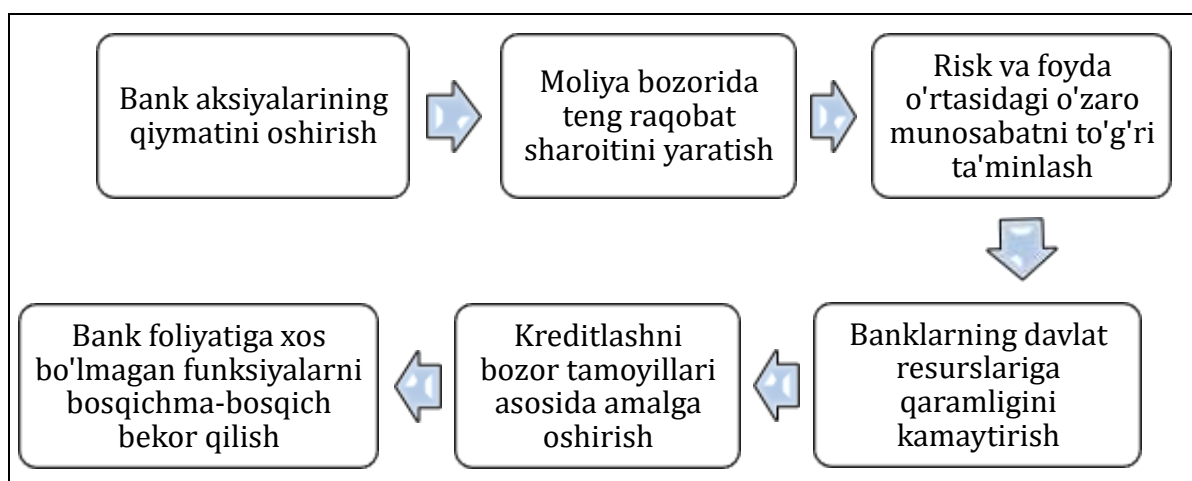 Bank aksiyalarining
qiymatini oshirish
Moliya bozorida
teng raqobat
sharoitini yaratish
Risk va foyda
o'rtasidagi o'zaro
munosabatni to'g'ri
ta'minlash
Banklarning davlat
resurslariga
qaramligini
kamaytirish
Kreditlashni
bozor tamoyillari
asosida amalga
oshirish
Bank foliyatiga xos
bo'lmagan funksiyalarni
bosqichma-bosqich
bekor qilish